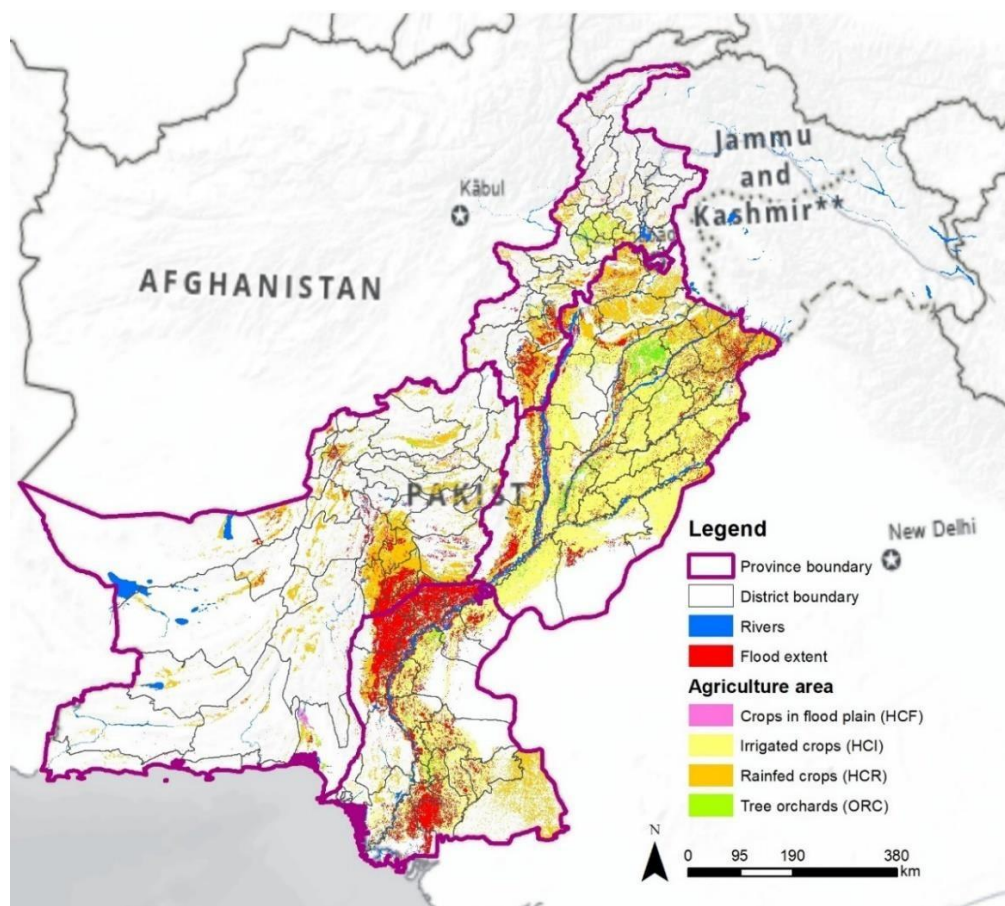 Jammu
and
Kashmir**
Kābul
AFGHANISTAN
PAKIST
New Delhi
Legend
Province boundary
District boundary
Rivers
Flood extent
Agriculture area
Crops in flood plain (HCF)
Irrigated crops (HCI)
Rainfed crops (HCR)
Tree orchards (ORC)
N
0 95 190 380
km